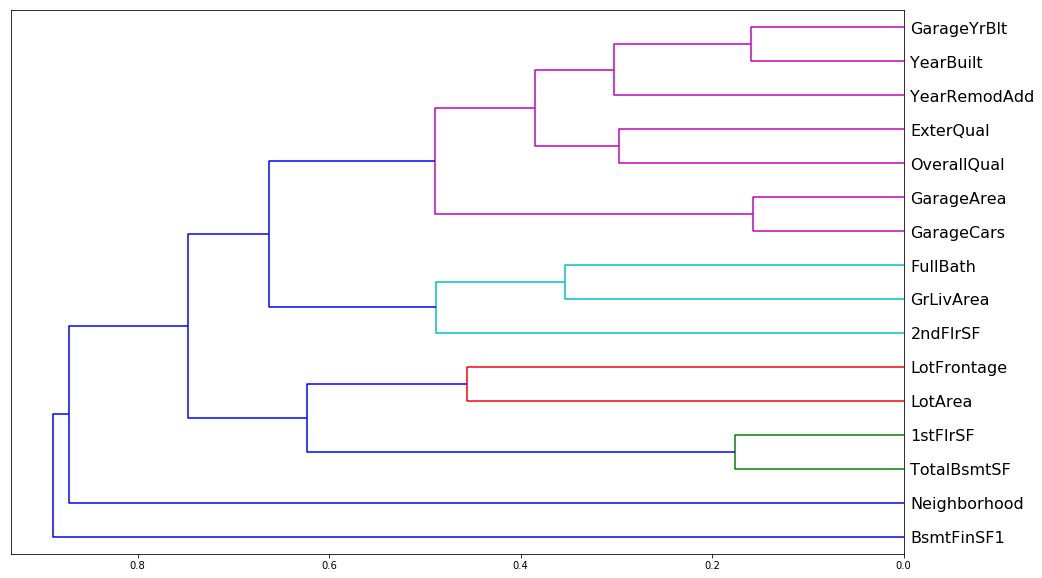 GarageYrBlt
YearBuilt
YearRemodAdd
ExterQual
OverallQual
GarageArea
GarageCars
FullBath
GrLivArea
2ndFlrSF
LotFrontage
LotArea
1stFlrSF
TotalBsmtSF
Neighborhood
BsmtFinSF1
0.8 0.6 0.4 0.2 0.0